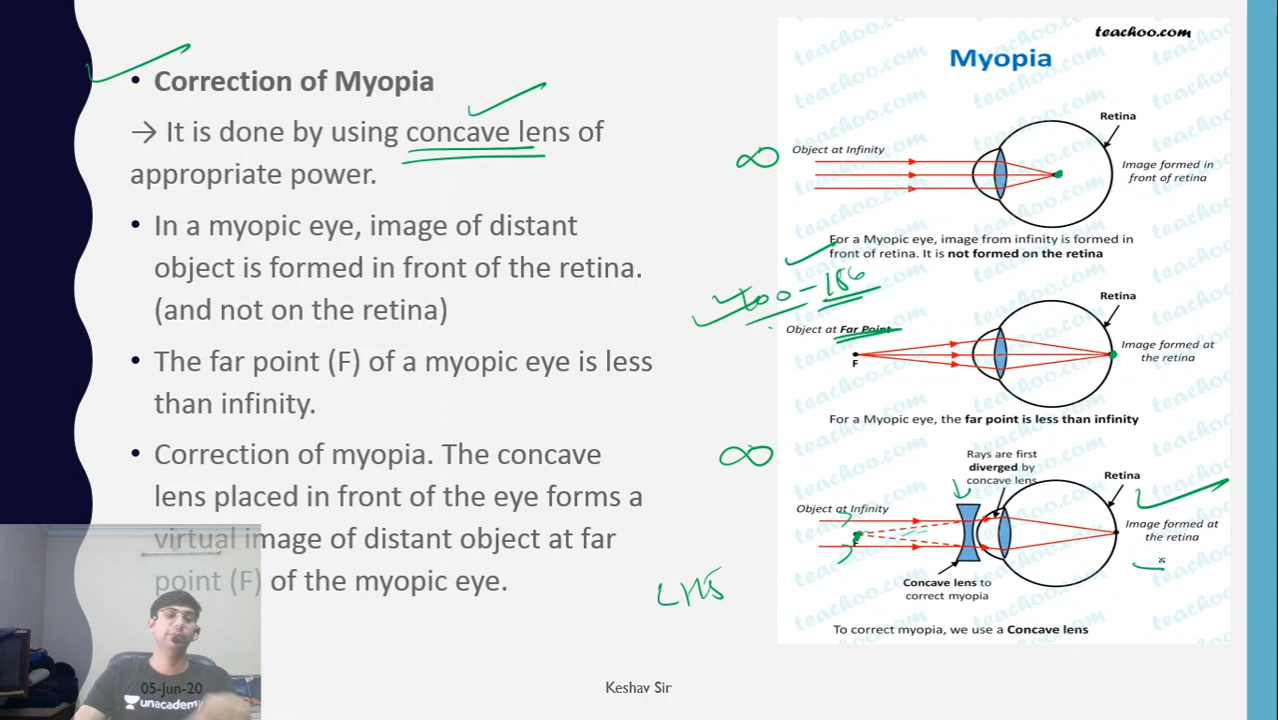 • Correction of Myopia
→ It is done by using concave lens of
appropriate power.
• In a myopic eye, image of distant
object is formed in front of the retina.
(and not on the retina)
• The far point (F) of a myopic eye is less
than infinity.
• Correction of myopia. The concave
lens placed in front of the eye forms a
virtual image of distant object at far
point (F) of the myopic eye.
LHS
05-Jun-20
unacademy
Keshav Sir
teachoo.com
Myopia
Retina
∞
Object at Infinity
Image formed in
front of retina
For a Myopic eye, image from infinity is formed in
front of retina. It is not formed on the retina
Retina
Object at Far Point
F
Image formed at
the retina
For a Myopic eye, the far point is less than infinity
∞
Rays are first
diverged by
concave lens
Retina
Object at Infinity
F
Image formed at
the retina
Concave lens to
correct myopia
To correct myopia, we use a Concave lens